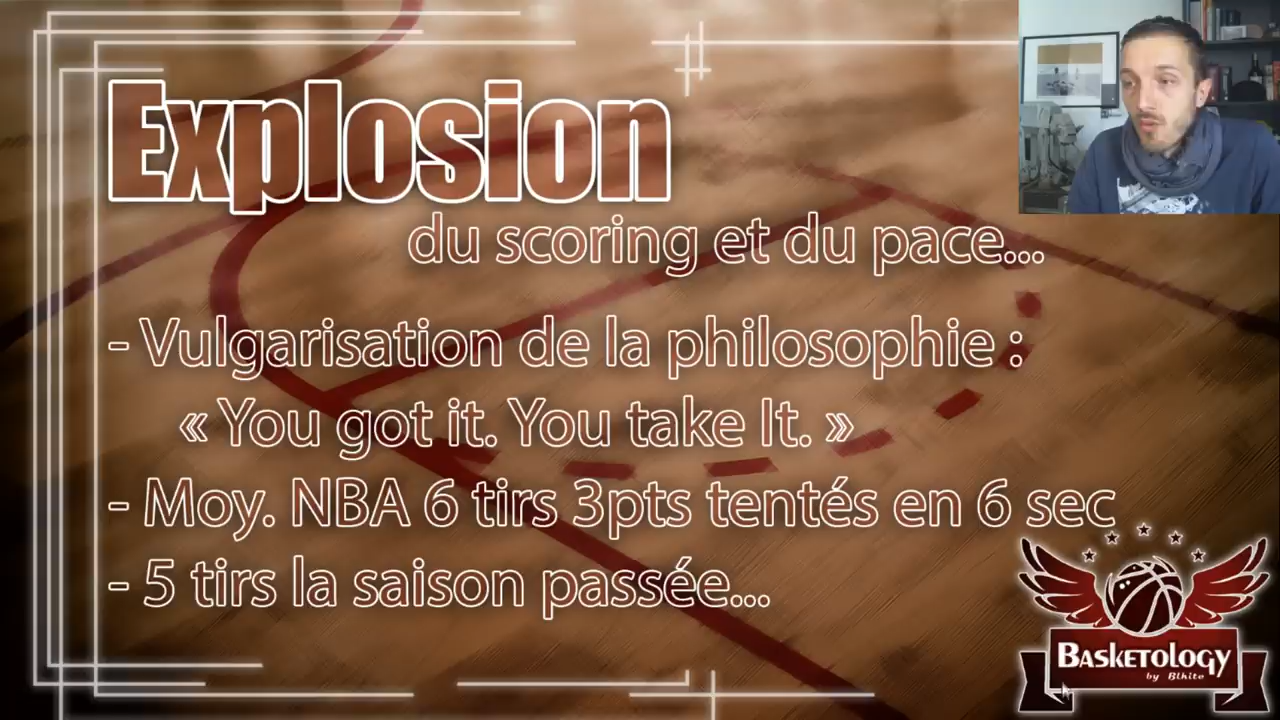 Explosion
du scoring et du pace...
- Vulgarisation de la philosophie :
« You got it. You take It. »
- Moy. NBA 6 tirs 3pts tentés en 6 sec
- 5 tirs la saison passée...
BASKETOLOGY
by Blkite